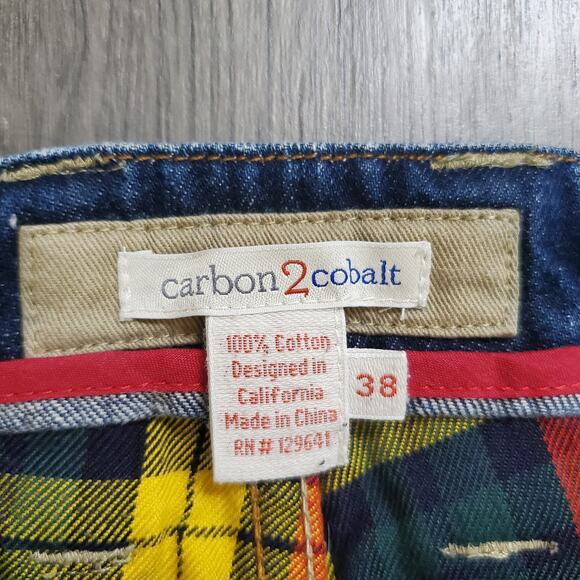 carbon2cobalt
100% Cotton
Designed in
California
Made in China
RN# 129641
38